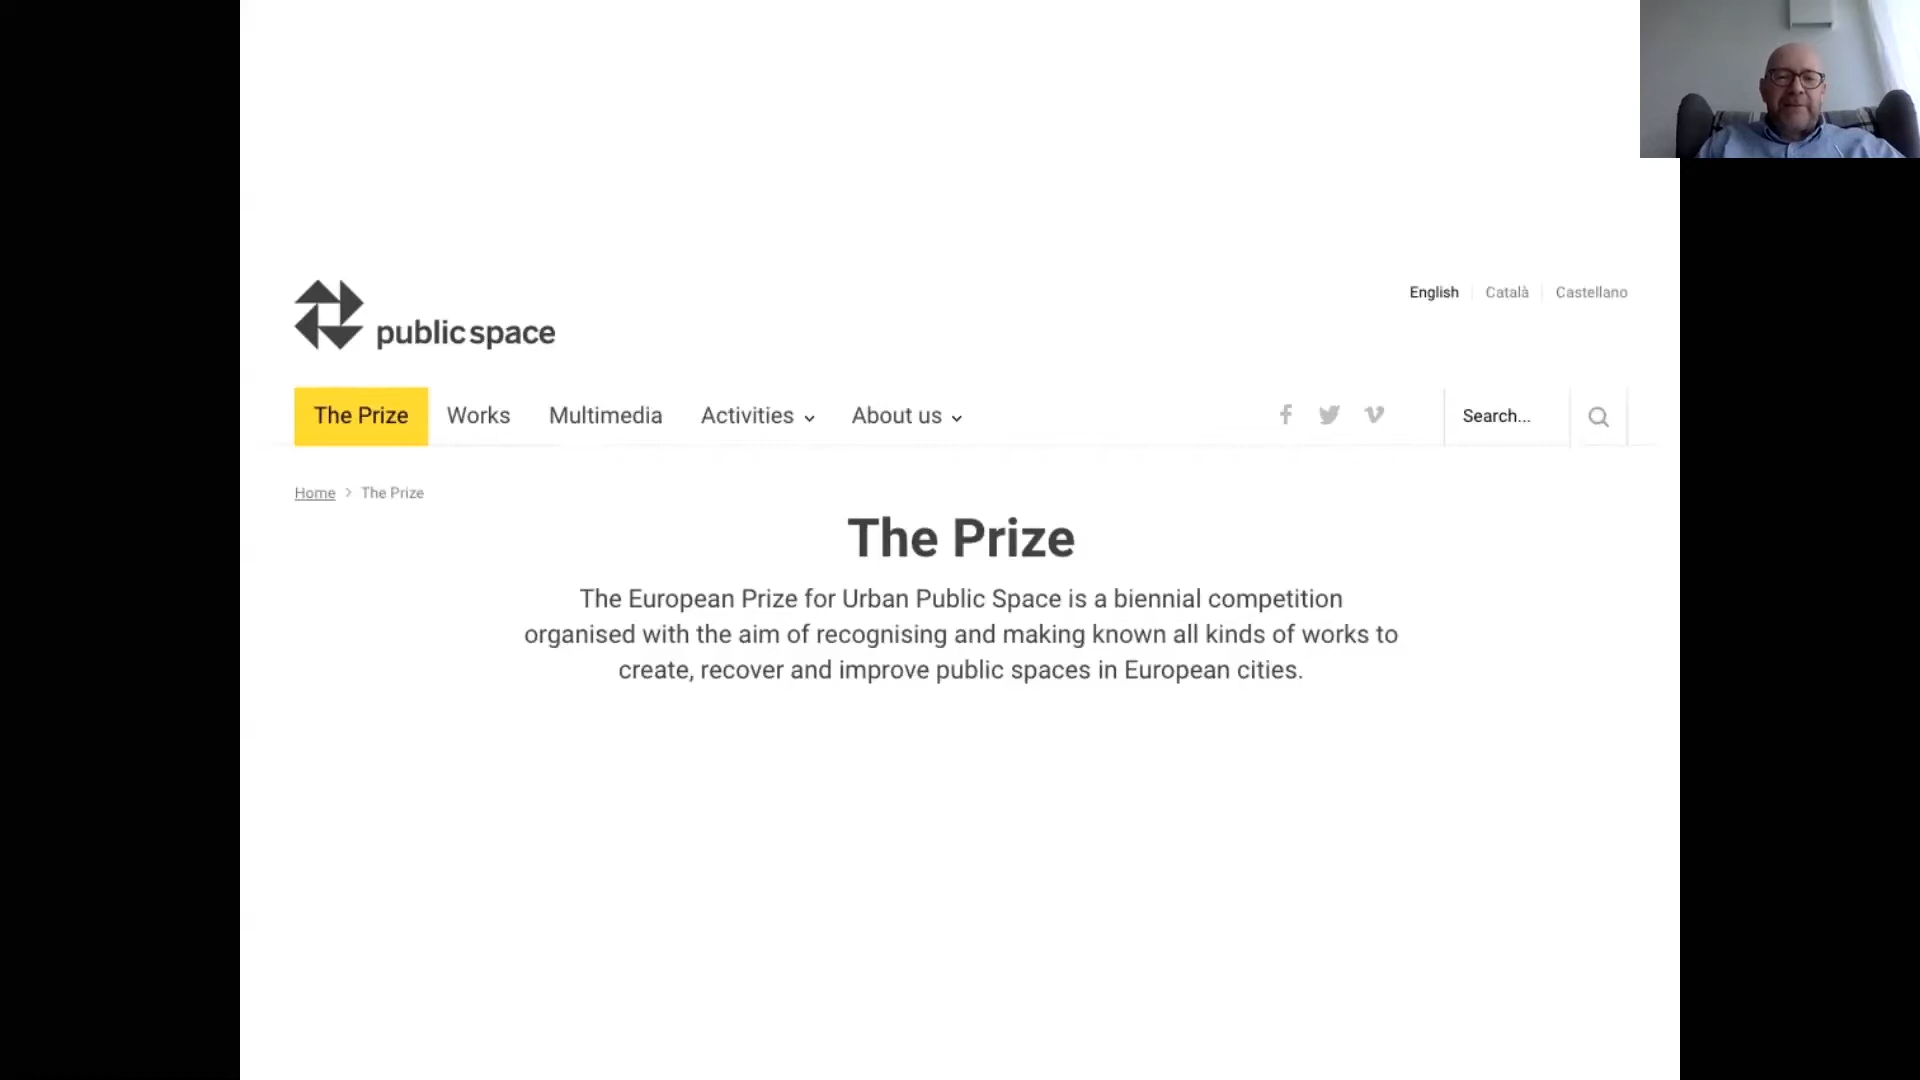 English Català Castellano
publicspace
The Prize Works Multimedia Activities About us Search...
Home > The Prize
The Prize
The European Prize for Urban Public Space is a biennial competition
organised with the aim of recognising and making known all kinds of works to
create, recover and improve public spaces in European cities.